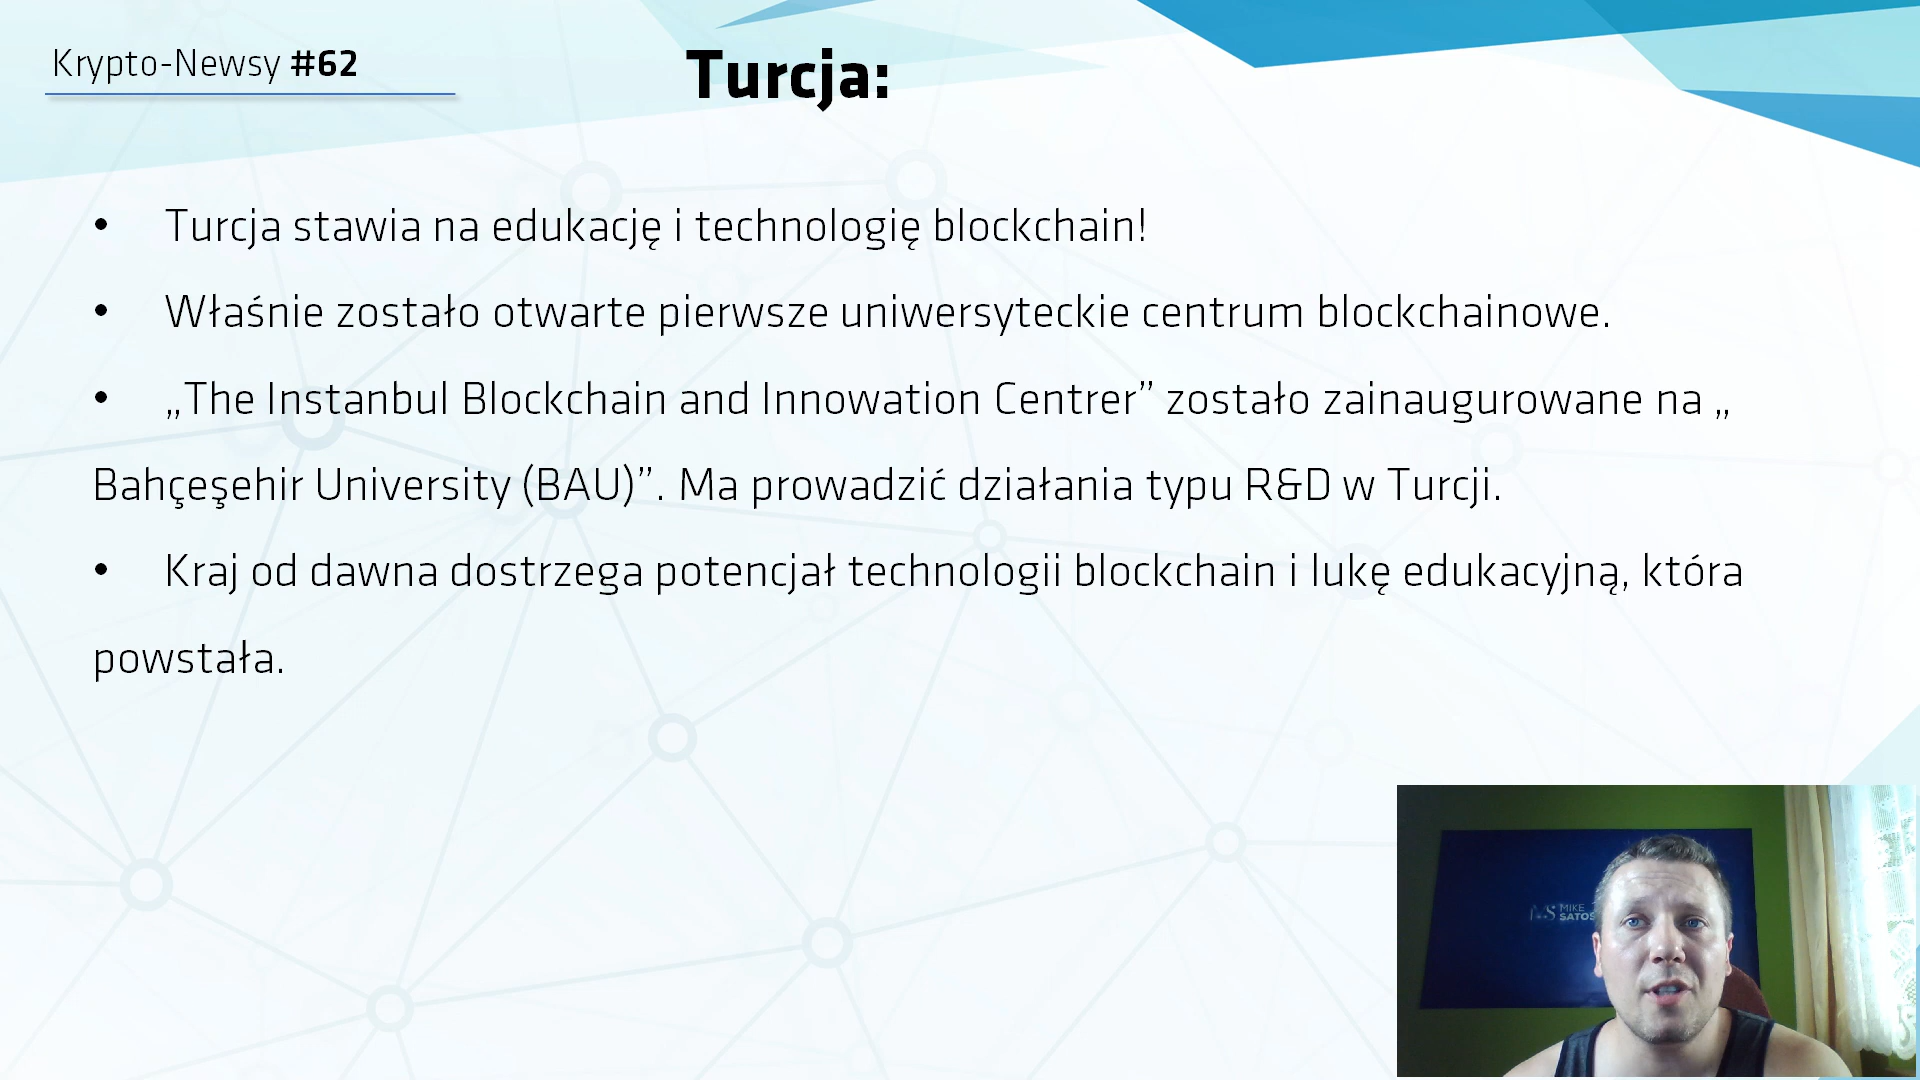 Krypto-Newsy #62
Turcja:
• Turcja stawia na edukację i technologię blockchain!
• Właśnie zostało otwarte pierwsze uniwersyteckie centrum blockchainowe.
• „The Instanbul Blockchain and Innowation Centrer” zostało zainaugurowane na „
Bahçeşehir University (BAU)”. Ma prowadzić działania typu R&D w Turcji.
• Kraj od dawna dostrzega potencjał technologii blockchain i lukę edukacyjną, która
powstała.
MS MIKE